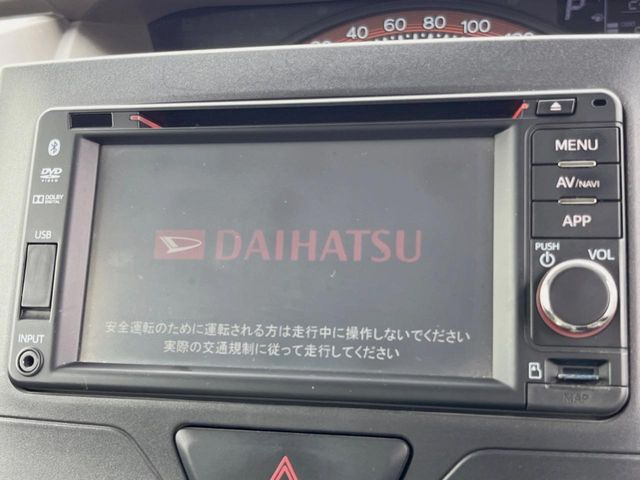 40 60 80 100
P
MENU
DVD
VIDEO
AV/NAVI
DOLBY
DIGITAL
APP
USB
DAIHATSU
PUSH
VOL
安全運転のために運転される方は走行中に操作しないでください
INPUT
実際の交通規制に従って走行してください
MAP